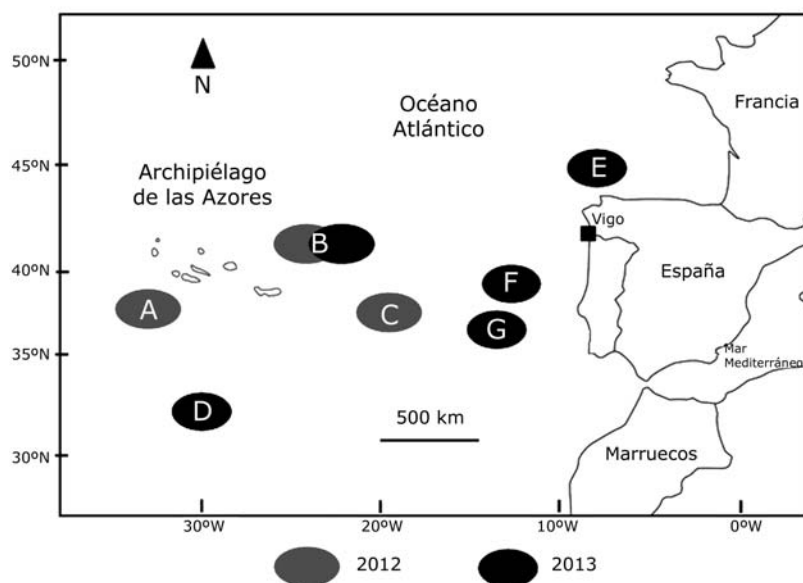 50ºN
N
Océano
Atlántico
Francia
45ºN
Archipiélago
de las Azores
E
Vigo
B
40ºN
F
España
A
C
G
35ºN
Mar
Mediterráneo
D
500 km
30ºN
Marruecos
30ºW
20ºW
10ºW
0ºW
2012
2013